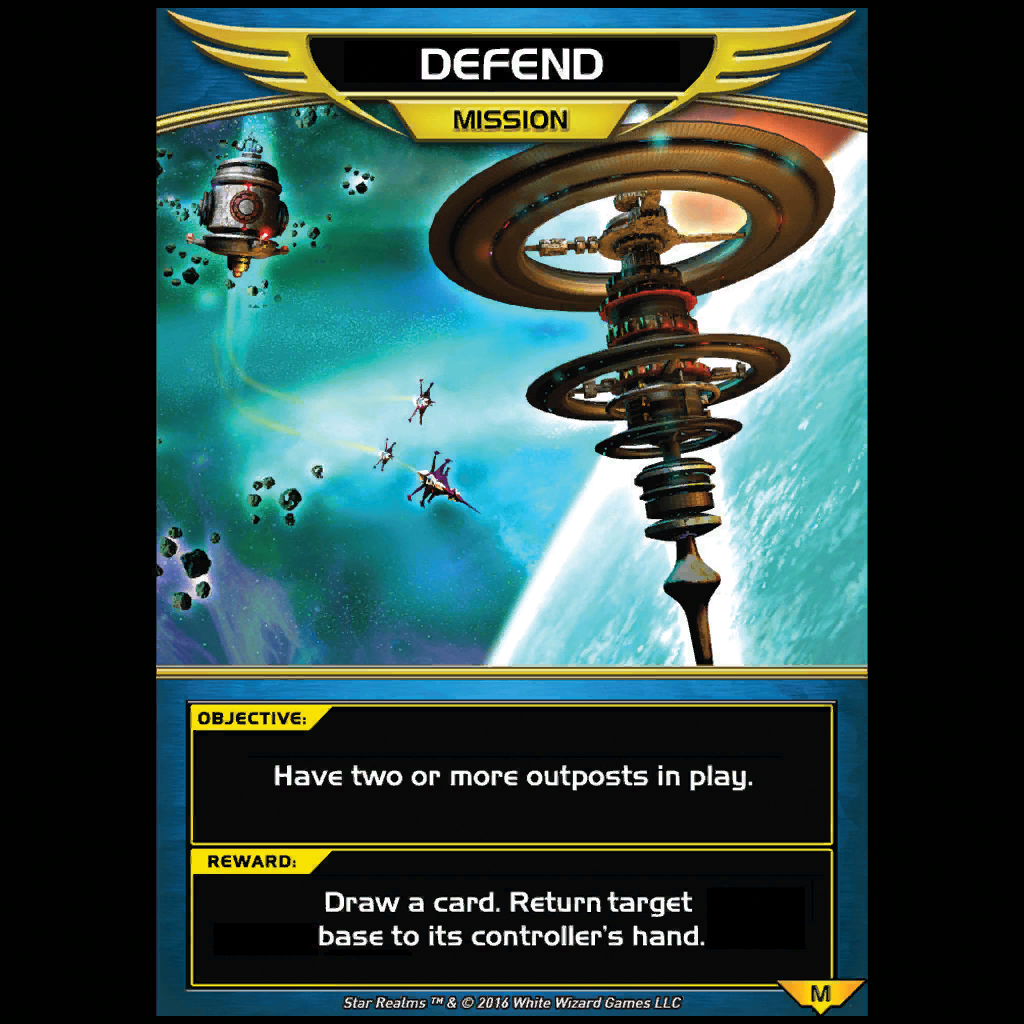 DEFEND
MISSION
OBJECTIVE:
Have two or more outposts in play.
REWARD:
Draw a card. Return target
base to its controller's hand.
M
Star Realms ™ & © 2016 White Wizard Games LLC